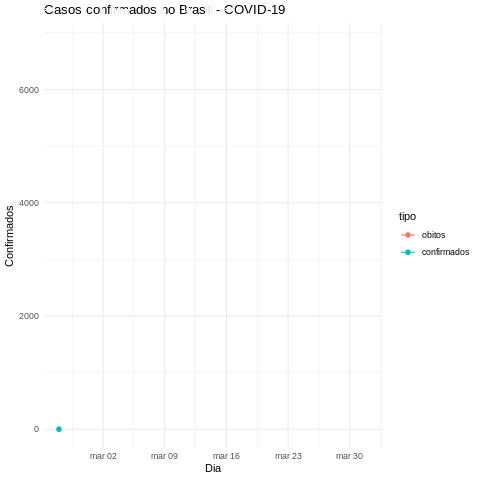 Casos confirmados no Brasil - COVID-19
6000
4000
2000
0
Confirmados
mar 02 mar 09 mar 16 mar 23 mar 30
Dia
tipo
obitos
confirmados